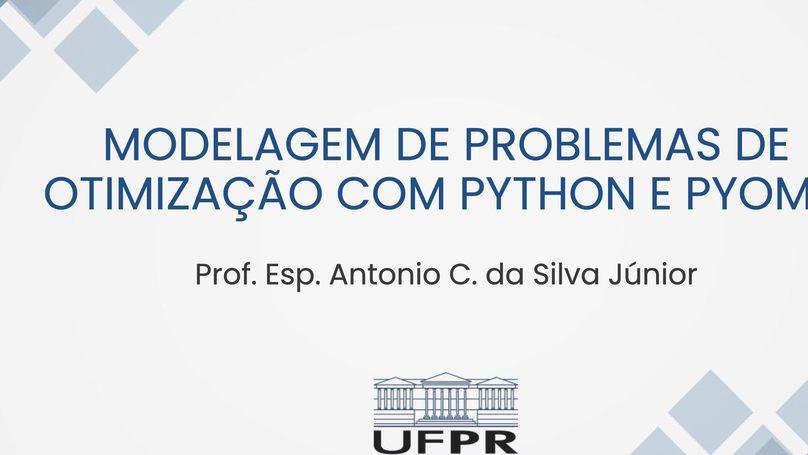 MODELAGEM DE PROBLEMAS DE
OTIMIZAÇÃO COM PYTHON E PYOM
Prof. Esp. Antonio C. da Silva Júnior
UFPR